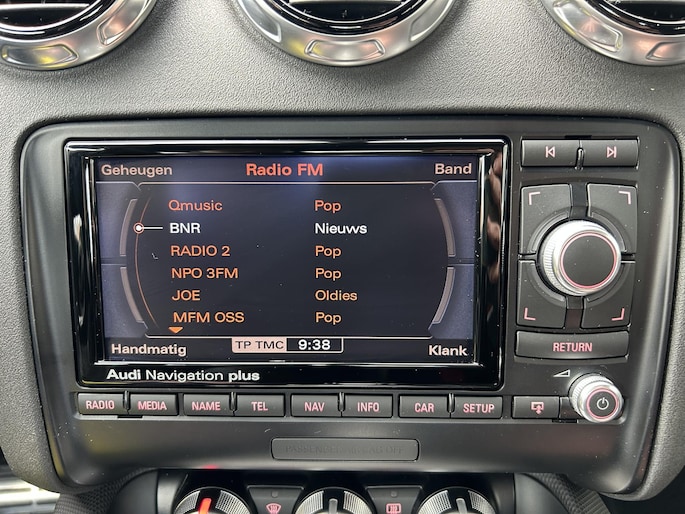 Geheugen Radio FM Band
Qmusic Pop
BNR Nieuws
RADIO 2 Pop
NPO 3FM Pop
JOE Oldies
MFM OSS Pop
Handmatig TP TMC 9:38 Klank
Audi Navigation plus
RETURN
RADIO MEDIA NAME TEL NAV INFO CAR SETUP